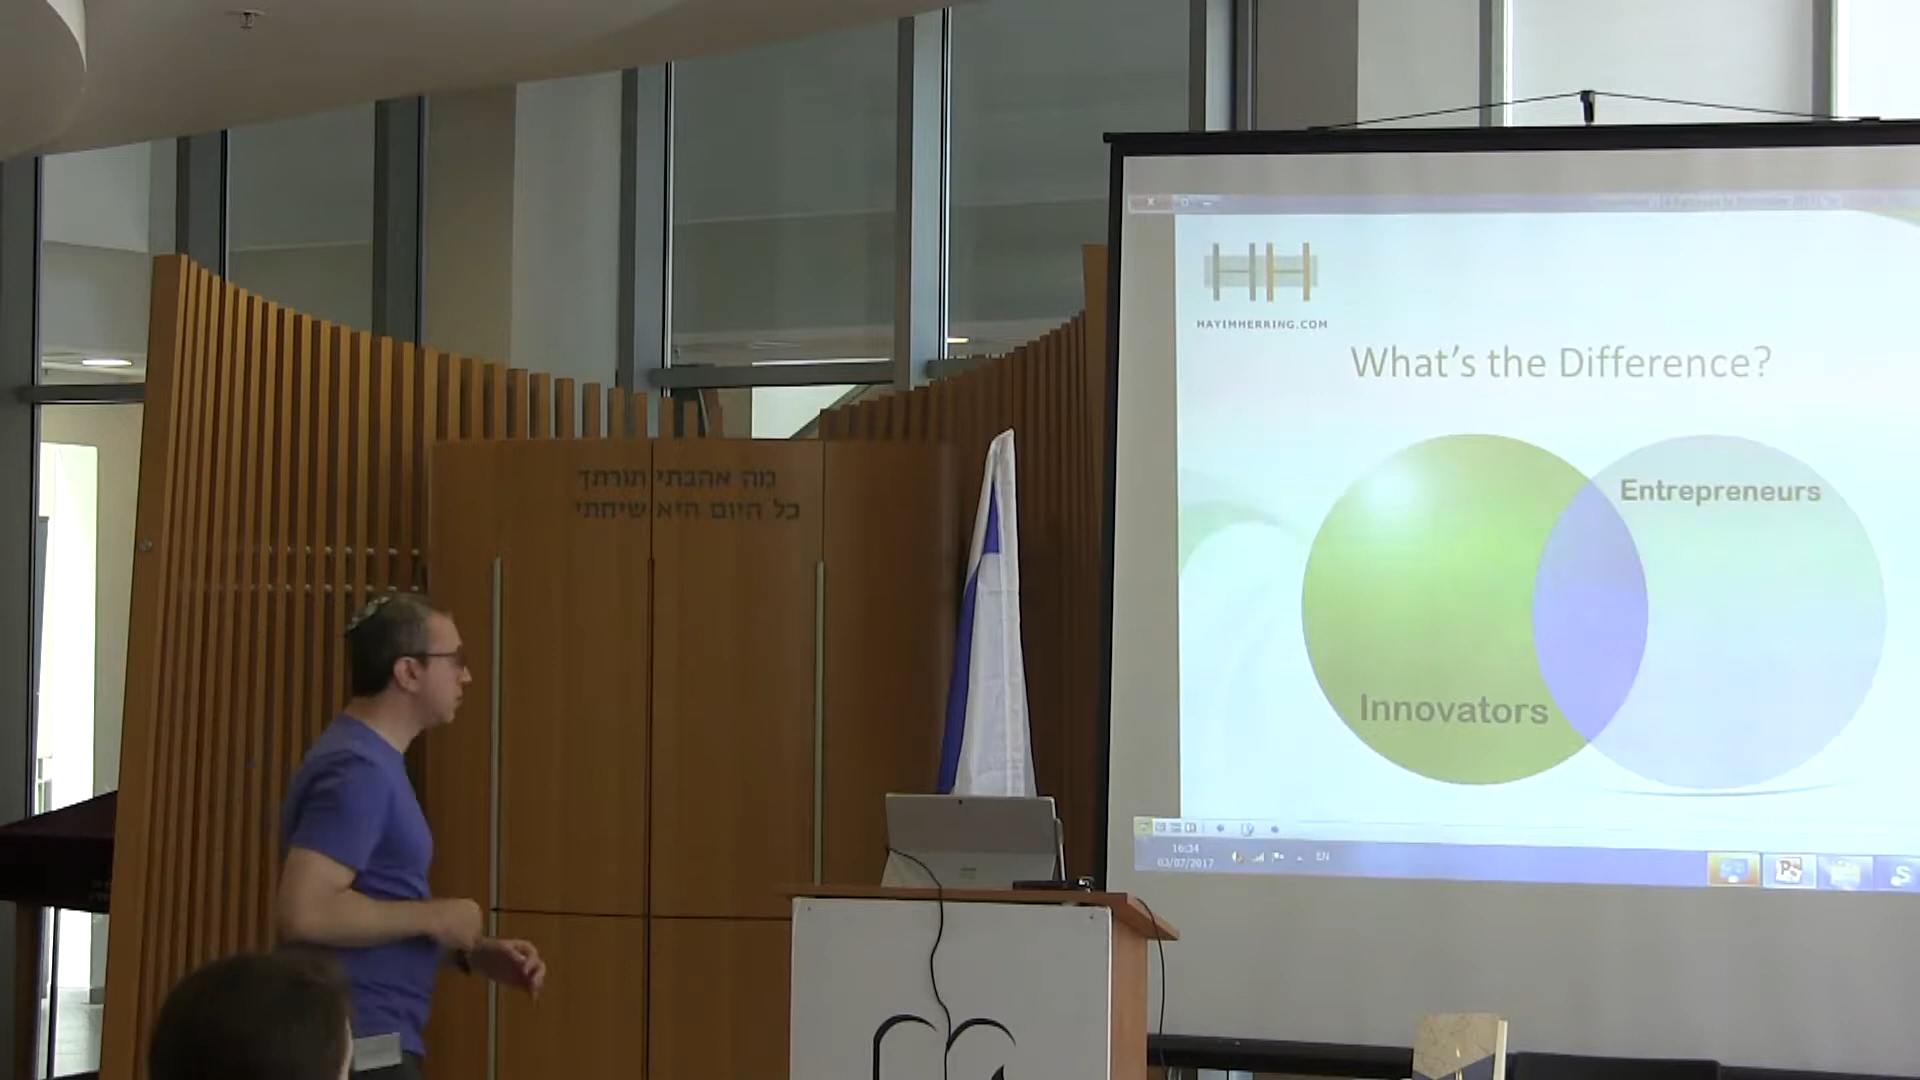 מה אהבתי תורתך
כל היום היא שיחתי
HAYIMHERRING.COM
What's the Difference?
Entrepreneurs
Innovators
16:34
03/07/2017
EN